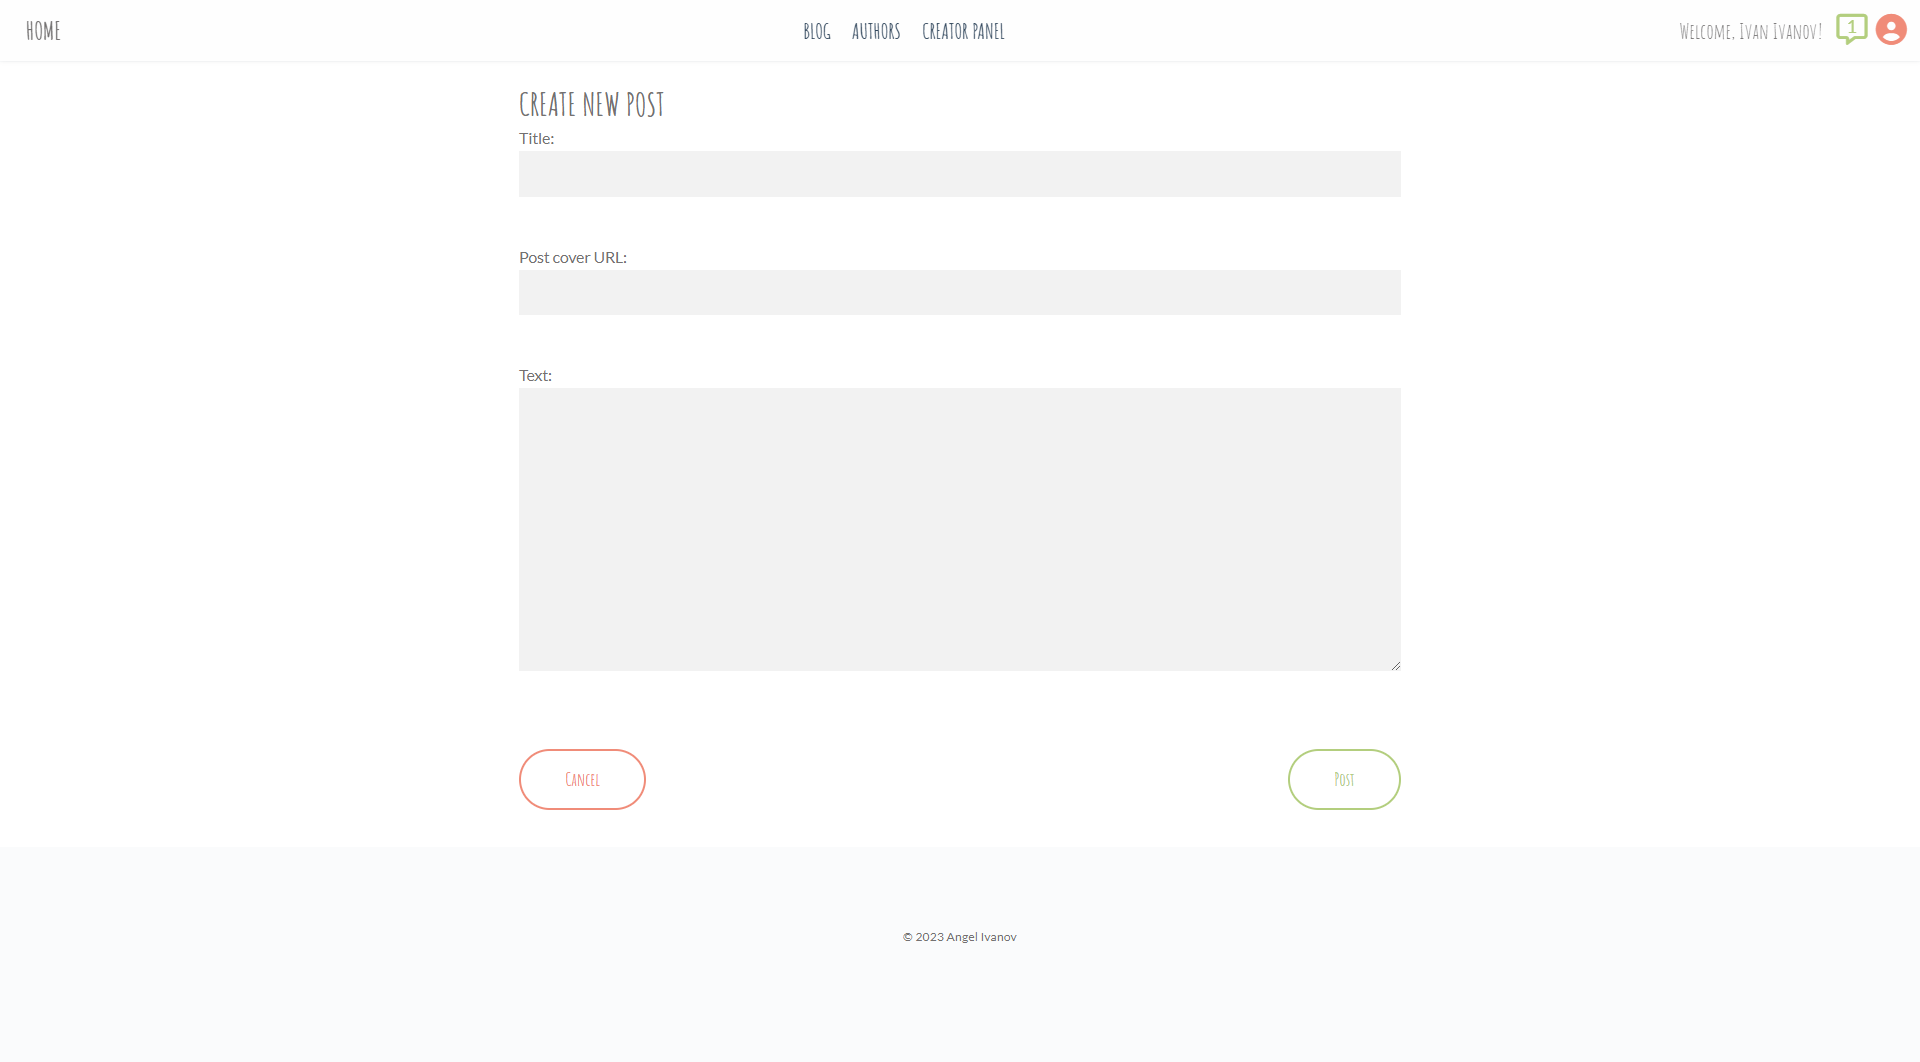 HOME
BLOG AUTHORS CREATOR PANEL
Welcome, Ivan Ivanov!
1
CREATE NEW POST
Title:
Post cover URL:
Text:
Cancel
Post
© 2023 Angel Ivanov